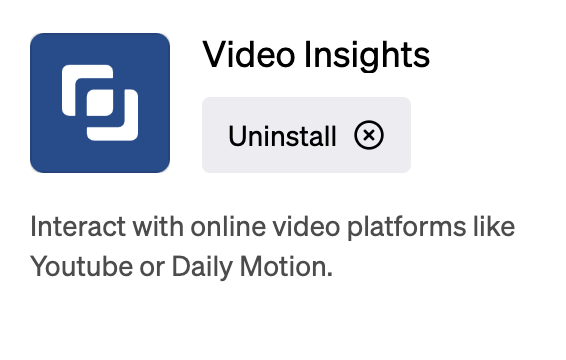 Video Insights
Uninstall
Interact with online video platforms like
Youtube or Daily Motion.